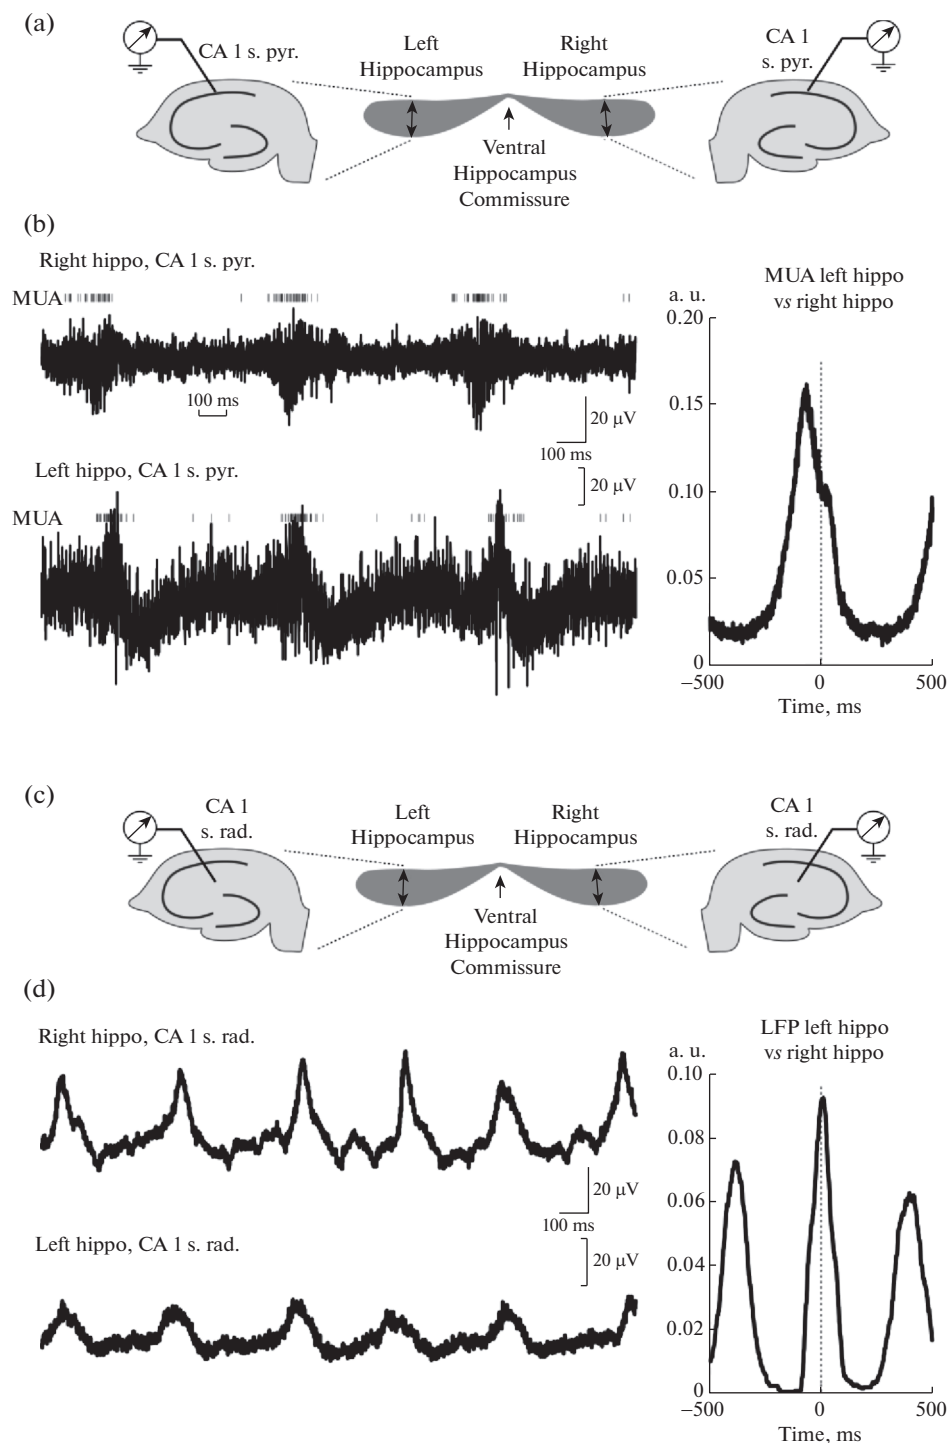 (a)
CA 1 s. pyr.
Left
Hippocampus
Right
Hippocampus
CA 1
s. pyr.
Ventral
Hippocampus
Commissure
(b)
Right hippo, CA 1 s. pyr.
MUA
100 ms
20 μV
100 ms
Left hippo, CA 1 s. pyr.
20 μV
MUA
MUA left hippo
vs right hippo
a. u.
0.20
0.15
0.10
0.05
0
−500
0
500
Time, ms
(c)
CA 1
s. rad.
Left
Hippocampus
Right
Hippocampus
CA 1
s. rad.
Ventral
Hippocampus
Commissure
(d)
Right hippo, CA 1 s. rad.
20 μV
100 ms
Left hippo, CA 1 s. rad.
20 μV
LFP left hippo
vs right hippo
a. u.
0.10
0.08
0.06
0.04
0.02
0
−500
0
500
Time, ms